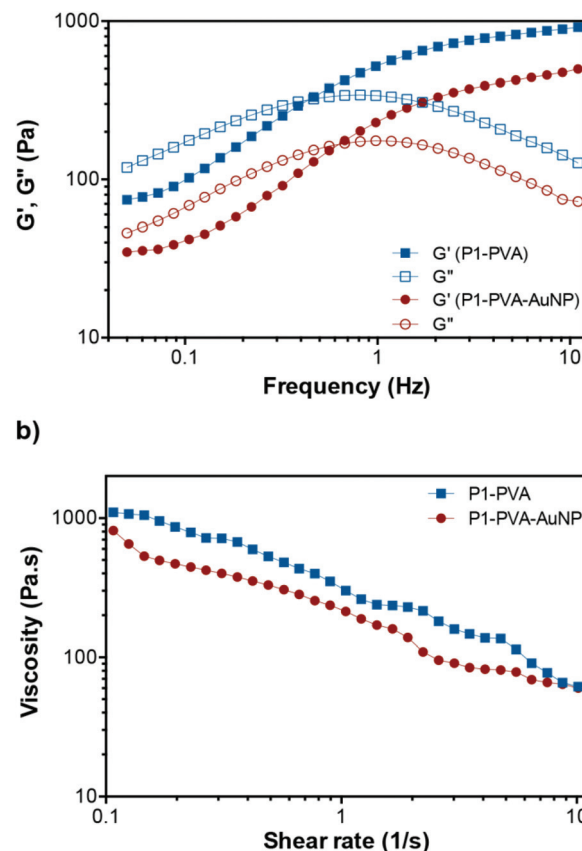 1000
100
10
G', G" (Pa)
G' (P1-PVA)
G"
G' (P1-PVA-AuNP)
G"
0.1
1
10
Frequency (Hz)
b)
1000
100
10
Viscosity (Pa.s)
P1-PVA
P1-PVA-AuNP
0.1
1
10
Shear rate (1/s)